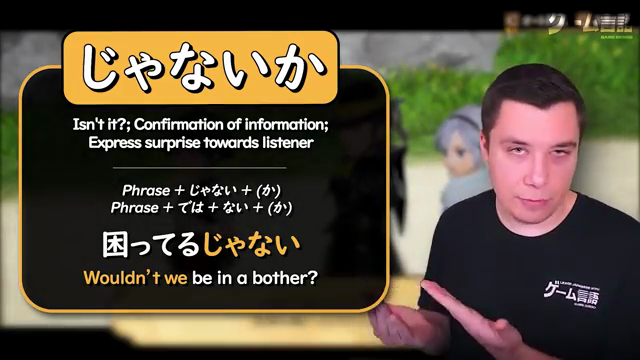 じゃないか
Isn't it?; Confirmation of information;
Express surprise towards listener
Phrase + じゃない + (か)
Phrase + では + ない + (か)
困ってるじゃない
Wouldn't we be in a bother?
ゲーム言語
ゲーム言語